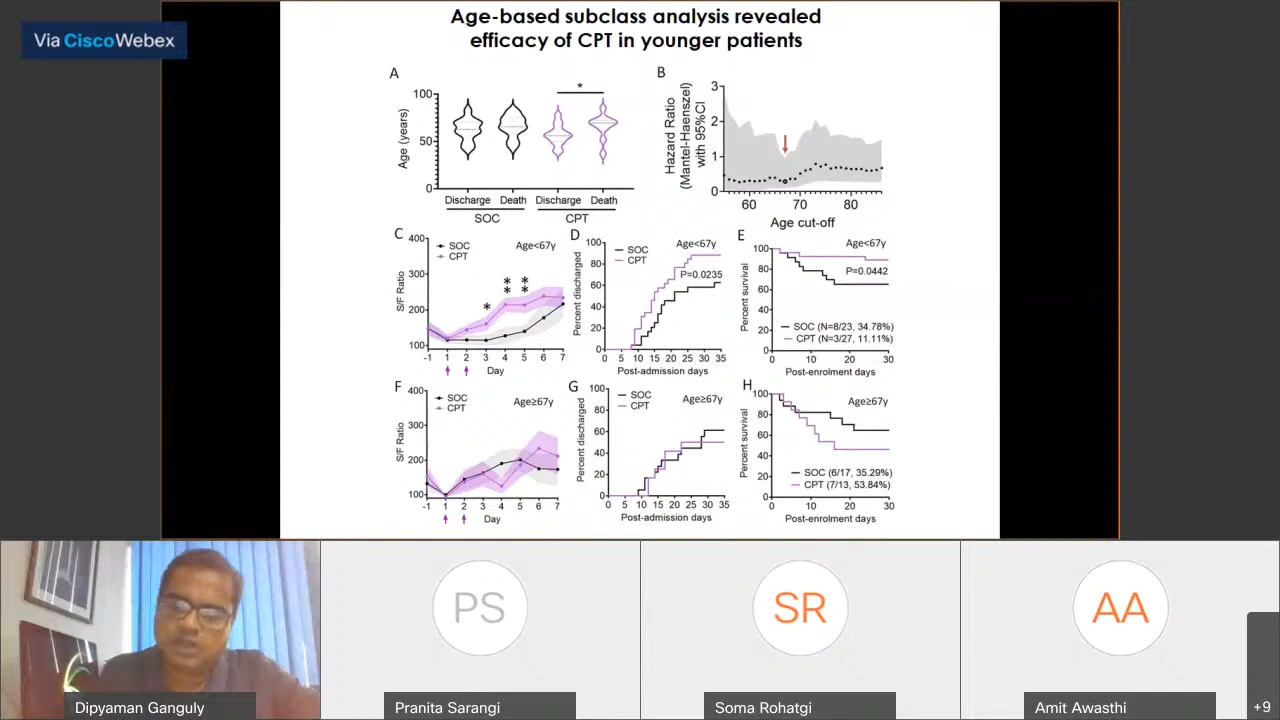 Via CiscoWebex
Age-based subclass analysis revealed
efficacy of CPT in younger patients
A
100
50
0
Age (years)
*
Discharge Death Discharge Death
SOC CPT
B
3
2
1
0
Hazard Ratio
(Mantel-Haenszel)
with 95%CI
60 70 80
Age cut-off
C
400
300
200
100
S/F Ratio
SOC
CPT
Age<67y
* ** **
-1 1 2 3 4 5 6 7
Day
D
100
80
60
40
20
0
Percent discharged
SOC
CPT
Age<67y
P=0.0235
0 5 10 15 20 25 30 35
Post-admission days
E
100
80
60
40
20
0
Percent survival
Age<67y
P=0.0442
SOC (N=8/23, 34.78%)
CPT (N=3/27, 11.11%)
0 10 20 30
Post-enrolment days
F
400
300
200
100
S/F Ratio
SOC
CPT
Age≥67y
-1 1 2 3 4 5 6 7
Day
G
100
80
60
40
20
0
Percent discharged
SOC
CPT
Age≥67y
0 5 10 15 20 25 30 35
Post-admission days
H
100
80
60
40
20
0
Percent survival
Age≥67y
SOC (6/17, 35.29%)
CPT (7/13, 53.84%)
0 10 20 30
Post-enrolment days
PS
SR
AA
Dipyaman Ganguly
Pranita Sarangi
Soma Rohatgi
Amit Awasthi
+9